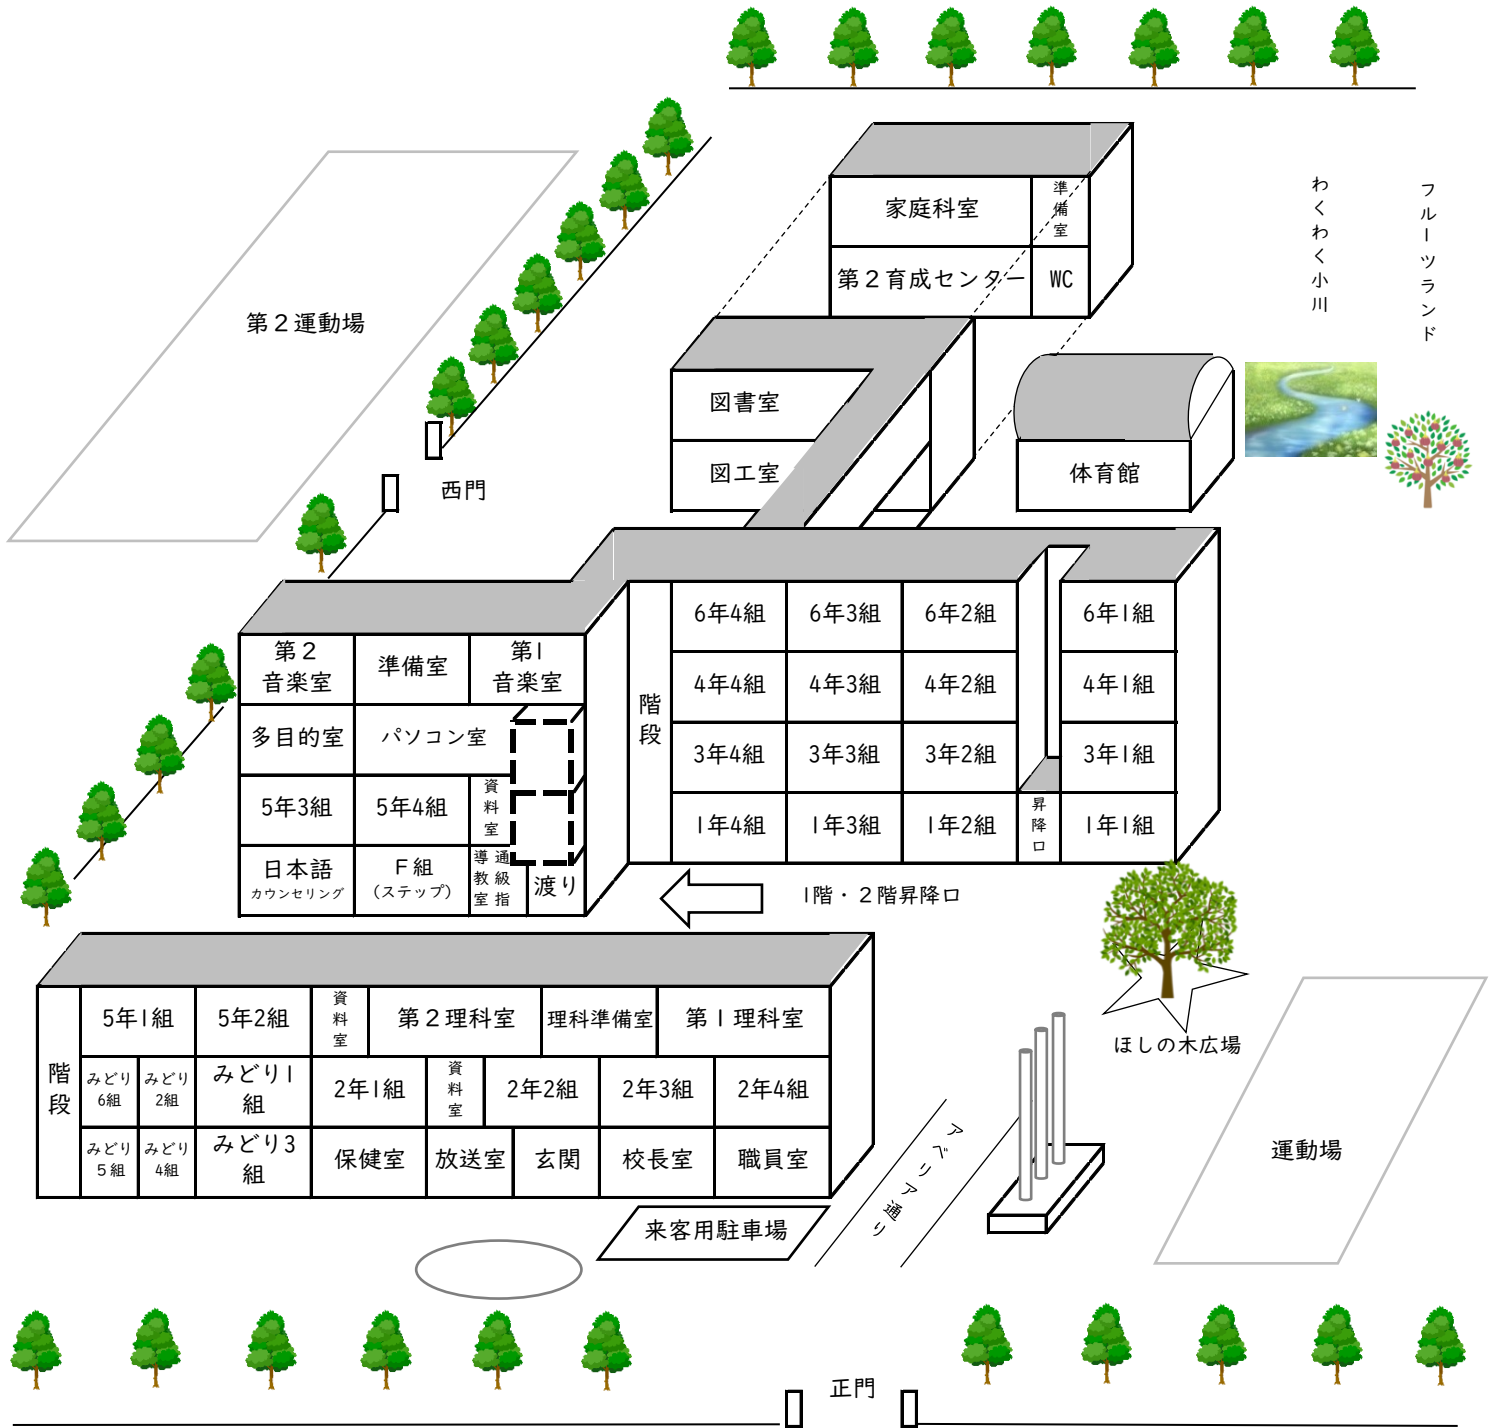 家庭科室
準備室
第２育成センター
WC
わくわく小川
フルーツランド
第２運動場
図書室
図工室
体育館
西門
第２
音楽室
準備室
第1
音楽室
多目的室
パソコン室
5年3組
5年4組
資料室
日本語
カウンセリング
F組
(ステップ)
通級指
導教室
渡り
階段
6年4組
6年3組
6年2組
6年1組
4年4組
4年3組
4年2組
4年1組
3年4組
3年3組
3年2組
3年1組
1年4組
1年3組
1年2組
昇降口
1年1組
1階・２階昇降口
ほしの木広場
階段
5年1組
5年2組
資料室
第２理科室
理科準備室
第１理科室
みどり
6組
みどり
2組
みどり1
組
2年1組
資料室
2年2組
2年3組
2年4組
みどり
５組
みどり
4組
みどり3
組
保健室
放送室
玄関
校長室
職員室
アベリア通り
運動場
来客用駐車場
正門